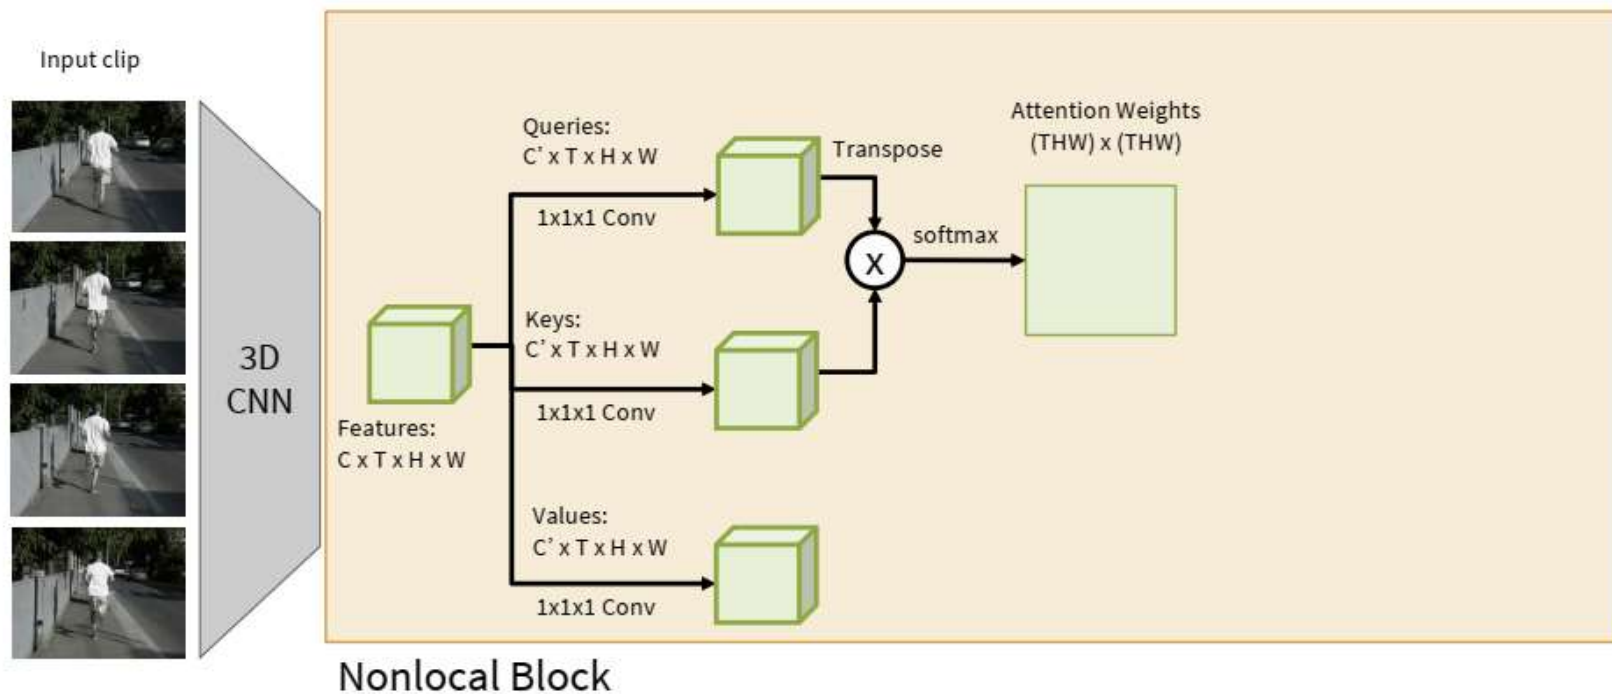 Input clip
3D
CNN
Features:
C x T x H x W
Queries:
C' x T x H x W
1x1x1 Conv
Keys:
C' x T x H x W
1x1x1 Conv
Values:
C' x T x H x W
1x1x1 Conv
Transpose
X
softmax
Attention Weights
(THW) x (THW)
Nonlocal Block